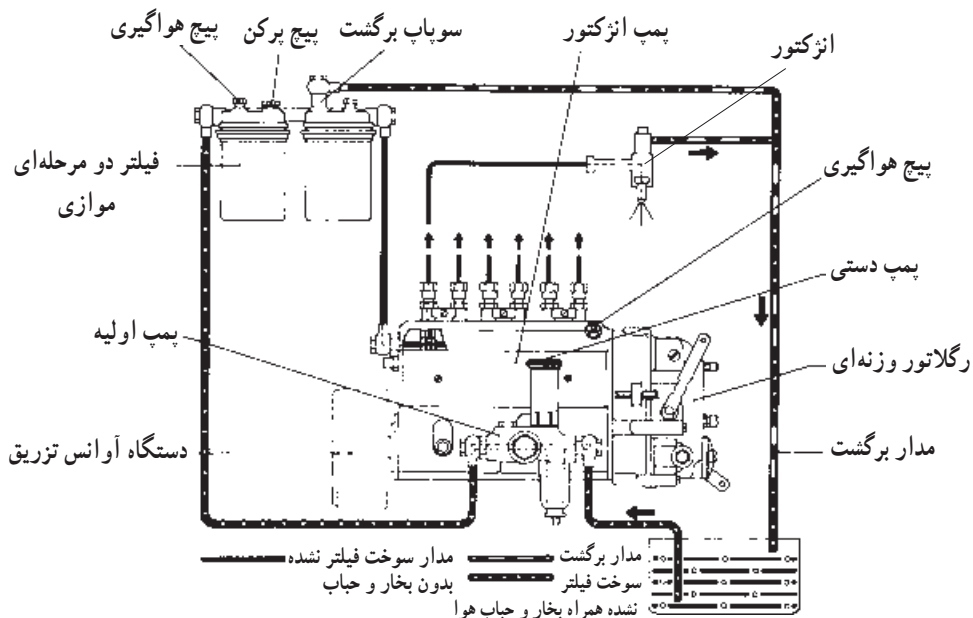 پیچ هواگیری
پیچ پرکن
سوپاپ برگشت
پمپ انژکتور
انژکتور
فیلتر دو مرحله‌ای
موازی
پیچ هواگیری
پمپ دستی
پمپ اولیه
رگلاتور وزنه‌ای
دستگاه آوانس تزریق
مدار برگشت
مدار برگشت
سوخت فیلتر
نشده همراه بخار و حباب هوا
مدار سوخت فیلتر نشده
بدون بخار و حباب